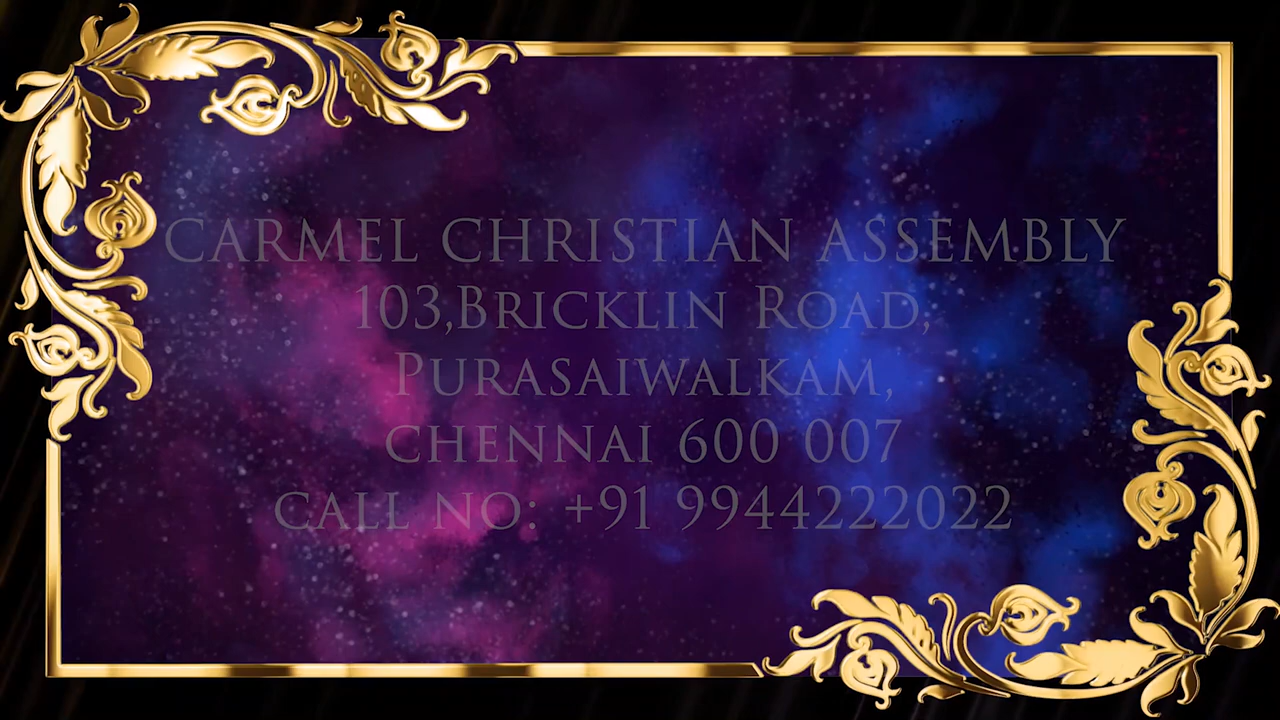 CARMEL CHRISTIAN ASSEMBLY
103,BRICKLIN ROAD,
PURASAIWALKAM,
CHENNAI 600 007
CALL NO: +91 9944222022